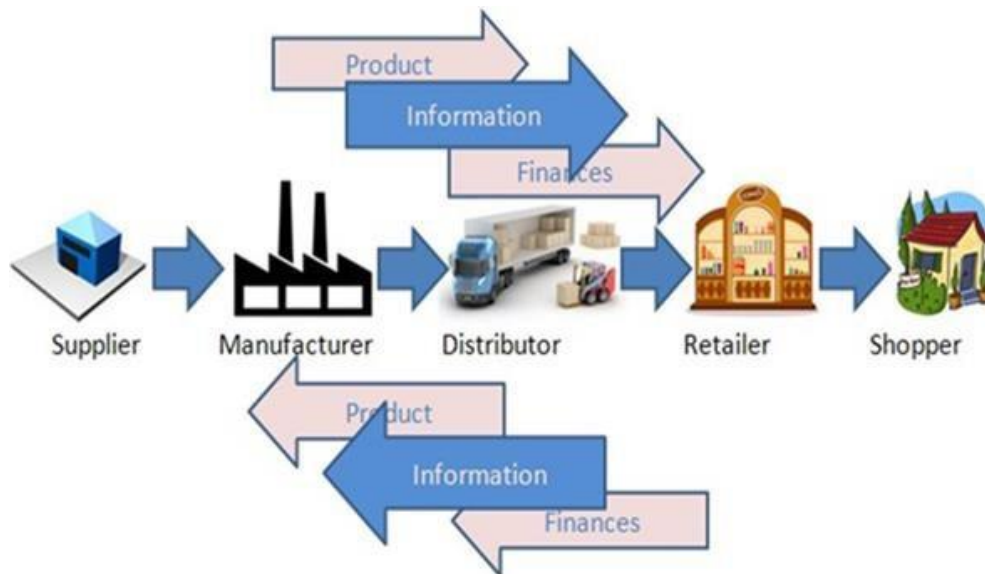 Product
Information
Finances
Supplier
Manufacturer
Distributor
Retailer
Shopper
Product
Information
Finances